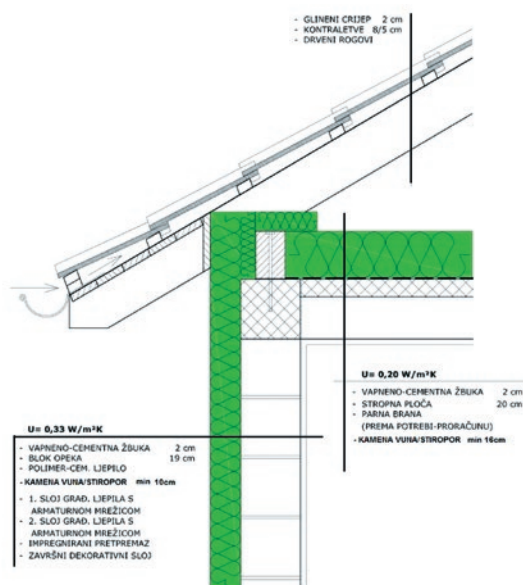 - GLINENI CRIJEP 2 cm
- KONTRALETVE 8/5 cm
- DRVENI ROGOVI
U= 0,20 W/m²K
- VAPNENO-CEMENTNA ŽBUKA 2 cm
- STROPNA PLOČA 20 cm
- PARNA BRANA
(PREMA POTREBI-PRORAČUNU)
- KAMENA VUNA/STIROPOR min 16cm
U= 0,33 W/m²K
- VAPNENO-CEMENTNA ŽBUKA 2 cm
- BLOK OPEKA 19 cm
- POLIMER-CEM. LJEPILO
- KAMENA VUNA/STIROPOR min 10cm
- 1. SLOJ GRAĐ. LJEPILA S
ARMATURNOM MREŽICOM
- 2. SLOJ GRAĐ. LJEPILA S
ARMATURNOM MREŽICOM
- IMPREGNIRANI PRETPREMAZ
- ZAVRŠNI DEKORATIVNI SLOJ